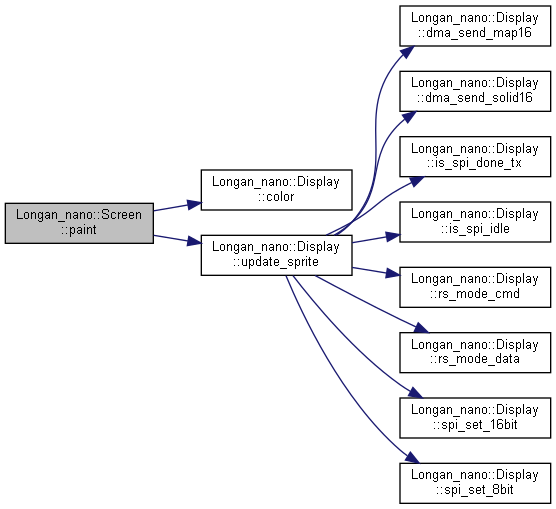 Longan_nano::Screen
::paint
Longan_nano::Display
::color
Longan_nano::Display
::update_sprite
Longan_nano::Display
::dma_send_map16
Longan_nano::Display
::dma_send_solid16
Longan_nano::Display
::is_spi_done_tx
Longan_nano::Display
::is_spi_idle
Longan_nano::Display
::rs_mode_cmd
Longan_nano::Display
::rs_mode_data
Longan_nano::Display
::spi_set_16bit
Longan_nano::Display
::spi_set_8bit